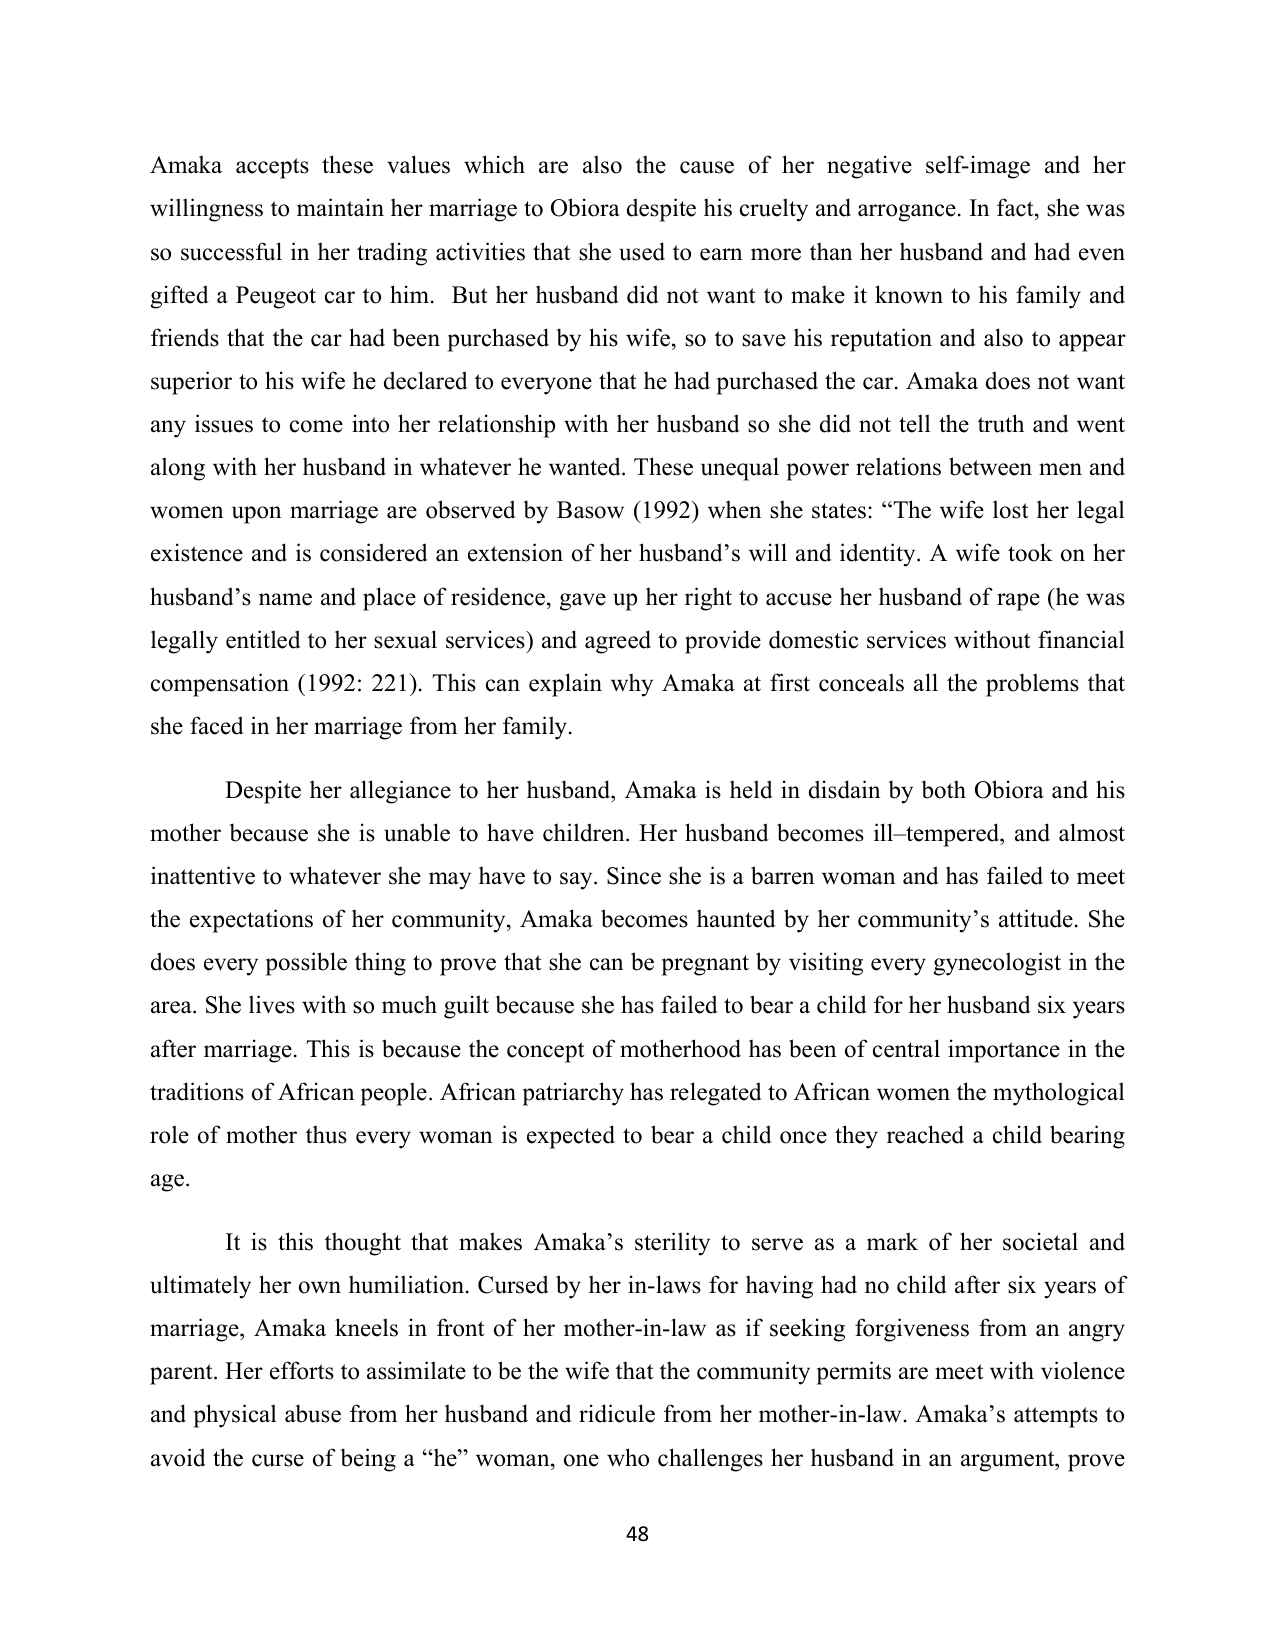 Amaka accepts these values which are also the cause of her negative self-image and her
willingness to maintain her marriage to Obiora despite his cruelty and arrogance. In fact, she was
so successful in her trading activities that she used to earn more than her husband and had even
gifted a Peugeot car to him.  But her husband did not want to make it known to his family and
friends that the car had been purchased by his wife, so to save his reputation and also to appear
superior to his wife he declared to everyone that he had purchased the car. Amaka does not want
any issues to come into her relationship with her husband so she did not tell the truth and went
along with her husband in whatever he wanted. These unequal power relations between men and
women upon marriage are observed by Basow (1992) when she states: “The wife lost her legal
existence and is considered an extension of her husband’s will and identity. A wife took on her
husband’s name and place of residence, gave up her right to accuse her husband of rape (he was
legally entitled to her sexual services) and agreed to provide domestic services without financial
compensation (1992: 221). This can explain why Amaka at first conceals all the problems that
she faced in her marriage from her family.
Despite her allegiance to her husband, Amaka is held in disdain by both Obiora and his
mother because she is unable to have children. Her husband becomes ill–tempered, and almost
inattentive to whatever she may have to say. Since she is a barren woman and has failed to meet
the expectations of her community, Amaka becomes haunted by her community’s attitude. She
does every possible thing to prove that she can be pregnant by visiting every gynecologist in the
area. She lives with so much guilt because she has failed to bear a child for her husband six years
after marriage. This is because the concept of motherhood has been of central importance in the
traditions of African people. African patriarchy has relegated to African women the mythological
role of mother thus every woman is expected to bear a child once they reached a child bearing
age.
It is this thought that makes Amaka’s sterility to serve as a mark of her societal and
ultimately her own humiliation. Cursed by her in-laws for having had no child after six years of
marriage, Amaka kneels in front of her mother-in-law as if seeking forgiveness from an angry
parent. Her efforts to assimilate to be the wife that the community permits are meet with violence
and physical abuse from her husband and ridicule from her mother-in-law. Amaka’s attempts to
avoid the curse of being a “he” woman, one who challenges her husband in an argument, prove
48